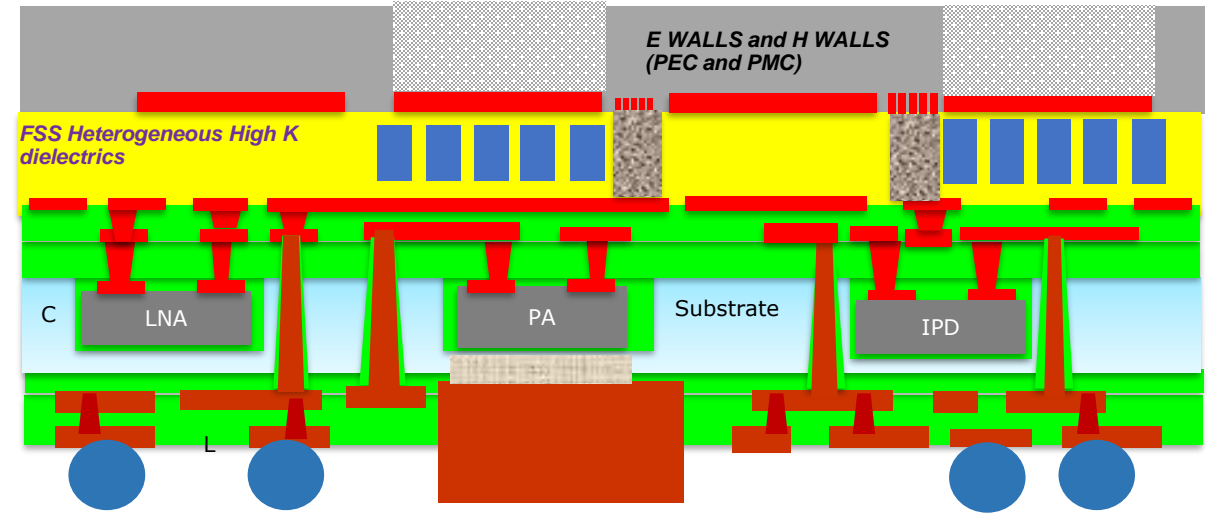 E WALLS and H WALLS
(PEC and PMC)
FSS Heterogeneous High K
dielectrics
C
LNA
PA
Substrate
IPD
L